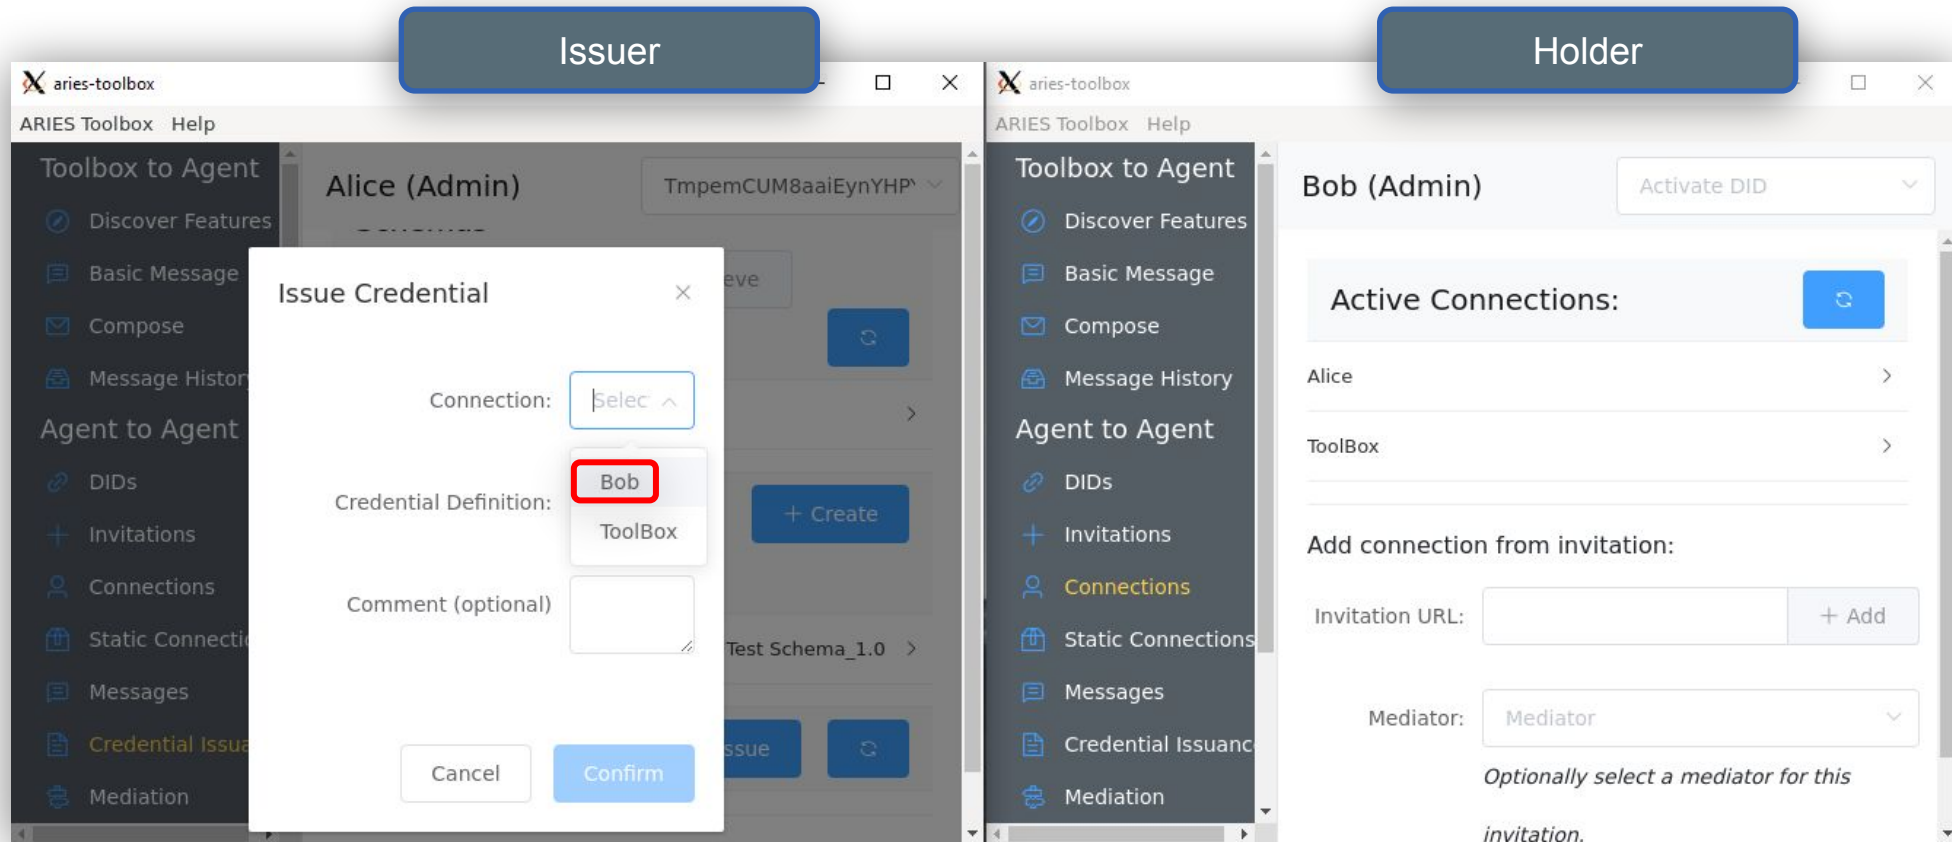 Issuer
Holder
aries-toolbox
ARIES Toolbox Help
Toolbox to Agent
Discover Features
Basic Message
Compose
Message History
Agent to Agent
DIDs
Invitations
Connections
Static Connectio
Messages
Credential Issua
Mediation
Alice (Admin)
TmpemCUM8aaiEynYHP
eve
Issue Credential
Connection:
Selec
Bob
ToolBox
Credential Definition:
+ Create
Comment (optional)
Test Schema_1.0
Cancel
Confirm
ssue
aries-toolbox
ARIES Toolbox Help
Toolbox to Agent
Discover Features
Basic Message
Compose
Message History
Agent to Agent
DIDs
Invitations
Connections
Static Connections
Messages
Credential Issuanc
Mediation
Bob (Admin)
Activate DID
Active Connections:
Alice
ToolBox
Add connection from invitation:
Invitation URL:
+ Add
Mediator:
Mediator
Optionally select a mediator for this
invitation.